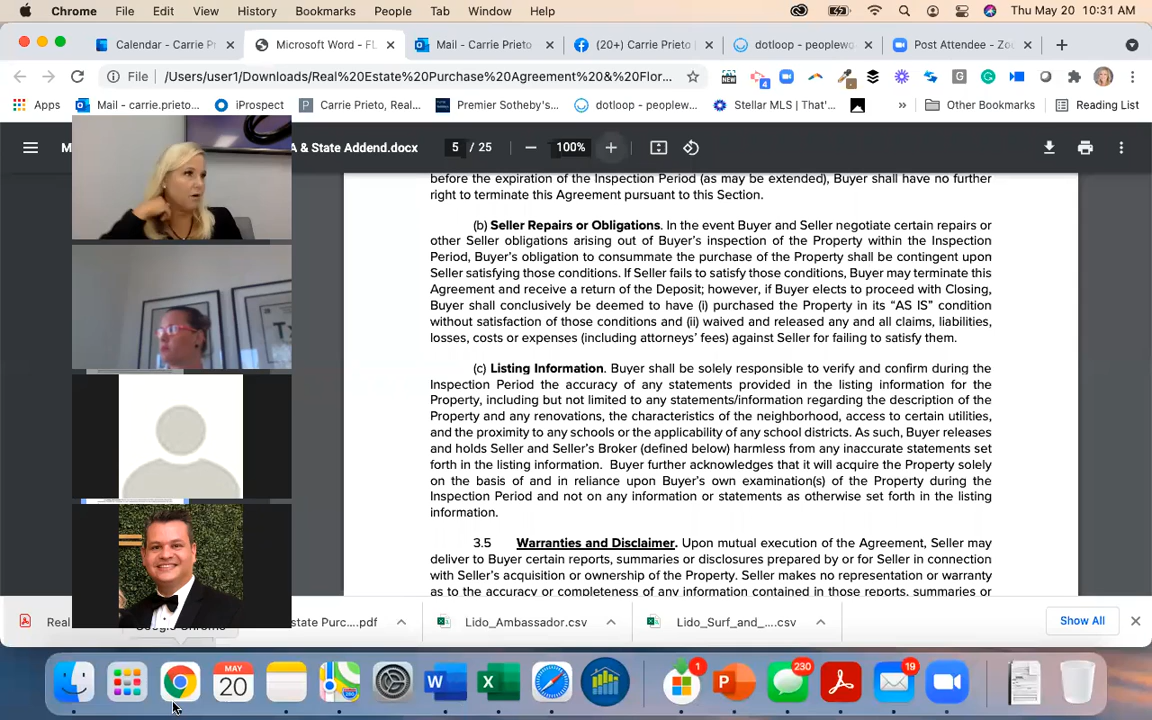 Chrome File Edit View History Bookmarks People Tab Window Help Thu May 20 10:31 AM
Calendar - Carrie Pr Microsoft Word - FL Mail - Carrie Prieto (20+) Carrie Prieto dotloop - peoplewo Post Attendee - Zoo
File /Users/user1/Downloads/Real%20Estate%20Purchase%20Agreement%20&%20Flor...
NEW 4
Apps Mail - carrie.prieto... iProspect Carrie Prieto, Real... Premier Sotheby's... dotloop - peoplew... Stellar MLS | That'... » Other Bookmarks Reading List
M A & State Addend.docx 5 / 25 100%
before the expiration of the Inspection Period (as may be extended), Buyer shall have no further
right to terminate this Agreement pursuant to this Section.
(b) Seller Repairs or Obligations. In the event Buyer and Seller negotiate certain repairs or
other Seller obligations arising out of Buyer's inspection of the Property within the Inspection
Period, Buyer's obligation to consummate the purchase of the Property shall be contingent upon
Seller satisfying those conditions. If Seller fails to satisfy those conditions, Buyer may terminate this
Agreement and receive a return of the Deposit; however, if Buyer elects to proceed with Closing,
Buyer shall conclusively be deemed to have (i) purchased the Property in its “AS IS” condition
without satisfaction of those conditions and (ii) waived and released any and all claims, liabilities,
losses, costs or expenses (including attorneys’ fees) against Seller for failing to satisfy them.
(c) Listing Information. Buyer shall be solely responsible to verify and confirm during the
Inspection Period the accuracy of any statements provided in the listing information for the
Property, including but not limited to any statements/information regarding the description of the
Property and any renovations, the characteristics of the neighborhood, access to certain utilities,
and the proximity to any schools or the applicability of any school districts. As such, Buyer releases
and holds Seller and Seller's Broker (defined below) harmless from any inaccurate statements set
forth in the listing information. Buyer further acknowledges that it will acquire the Property solely
on the basis of and in reliance upon Buyer's own examination(s) of the Property during the
Inspection Period and not on any information or statements as otherwise set forth in the listing
information.
3.5 Warranties and Disclaimer. Upon mutual execution of the Agreement, Seller may
deliver to Buyer certain reports, summaries or disclosures prepared by or for Seller in connection
with Seller's acquisition or ownership of the Property. Seller makes no representation or warranty
as to the accuracy or completeness of any information contained in those reports, summaries or
Real state Purc....pdf Lido_Ambassador.csv Lido_Surf_and_....csv Show All
MAY
20
1 230 19